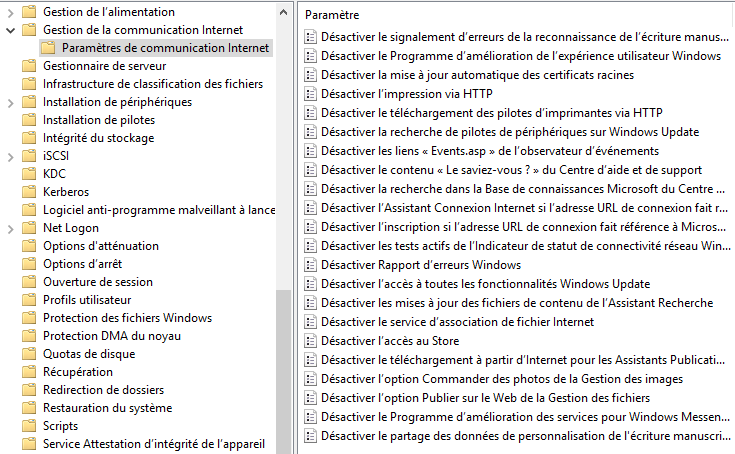 Gestion de l'alimentation
Gestion de la communication Internet
Paramètres de communication Internet
Gestionnaire de serveur
Infrastructure de classification des fichiers
Installation de périphériques
Installation de pilotes
Intégrité du stockage
iSCSI
KDC
Kerberos
Logiciel anti-programme malveillant à lance
Net Logon
Options d'atténuation
Options d'arrêt
Ouverture de session
Profils utilisateur
Protection des fichiers Windows
Protection DMA du noyau
Quotas de disque
Récupération
Redirection de dossiers
Restauration du système
Scripts
Service Attestation d'intégrité de l'appareil
Paramètre
Désactiver le signalement d'erreurs de la reconnaissance de l'écriture manus...
Désactiver le Programme d'amélioration de l'expérience utilisateur Windows
Désactiver la mise à jour automatique des certificats racines
Désactiver l'impression via HTTP
Désactiver le téléchargement des pilotes d'imprimantes via HTTP
Désactiver la recherche de pilotes de périphériques sur Windows Update
Désactiver les liens « Events.asp » de l'observateur d'événements
Désactiver le contenu « Le saviez-vous ? » du Centre d'aide et de support
Désactiver la recherche dans la Base de connaissances Microsoft du Centre ...
Désactiver l'Assistant Connexion Internet si l'adresse URL de connexion fait r...
Désactiver l'inscription si l'adresse URL de connexion fait référence à Micros...
Désactiver les tests actifs de l'Indicateur de statut de connectivité réseau Win...
Désactiver Rapport d'erreurs Windows
Désactiver l'accès à toutes les fonctionnalités Windows Update
Désactiver les mises à jour des fichiers de contenu de l'Assistant Recherche
Désactiver le service d'association de fichier Internet
Désactiver l'accès au Store
Désactiver le téléchargement à partir d'Internet pour les Assistants Publicati...
Désactiver l'option Commander des photos de la Gestion des images
Désactiver l'option Publier sur le Web de la Gestion des fichiers
Désactiver le Programme d'amélioration des services pour Windows Messen...
Désactiver le partage des données de personnalisation de l'écriture manuscri...